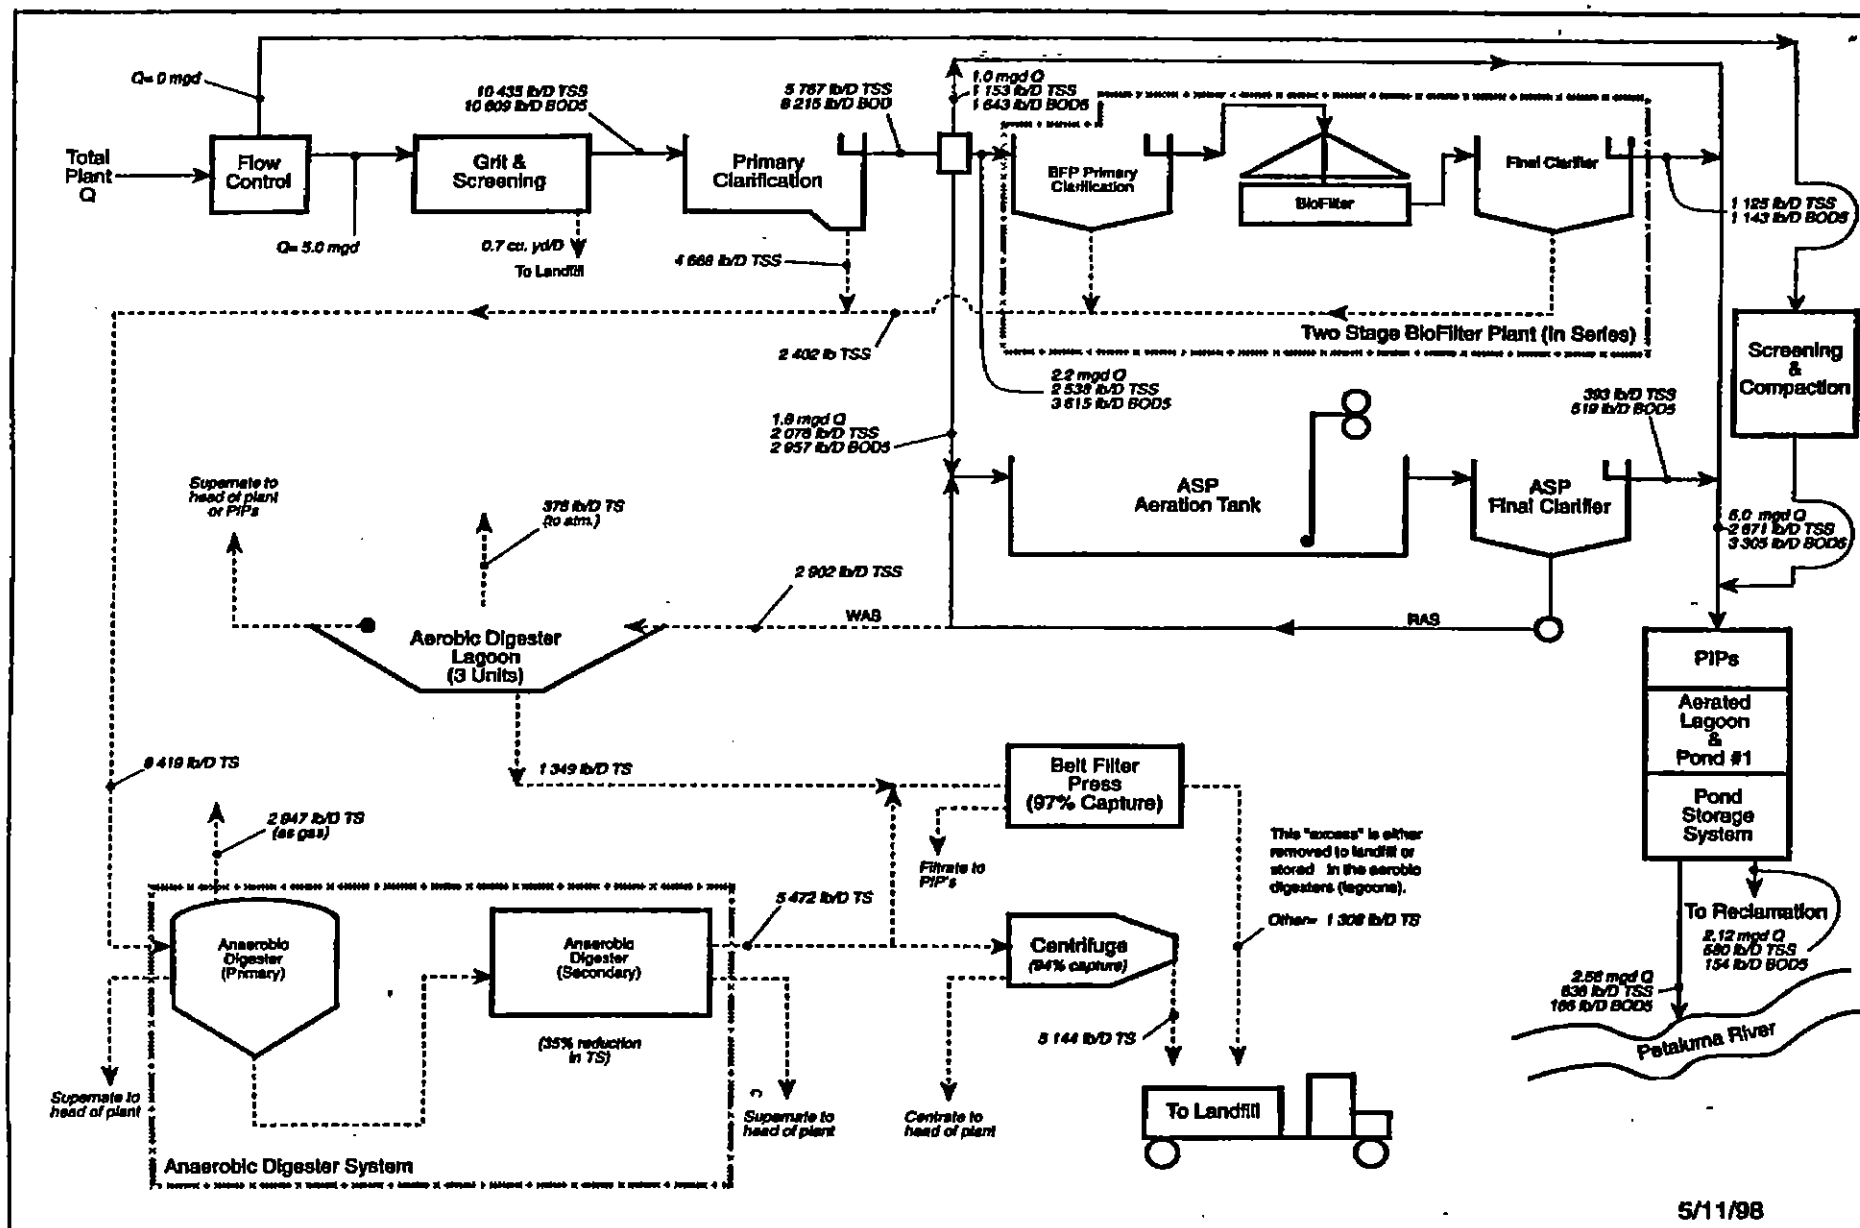 Q= 0 mgd
Total
Plant
Q
Flow
Control
Q= 5.0 mgd
10 435 lb/D TSS
10 609 lb/D BOD5
Grit &
Screening
0.7 cu. yd/D
To Landfill
Primary
Clarification
4 668 lb/D TSS
5 767 lb/D TSS
8 215 lb/D BOD
1.0 mgd Q
1 153 lb/D TSS
1 643 lb/D BOD5
BFP Primary
Clarification
BioFilter
Final Clarifier
1 125 lb/D TSS
1 143 lb/D BOD5
Two Stage BioFilter Plant (In Series)
2 402 lb TSS
2.2 mgd Q
2 538 lb/D TSS
3 615 lb/D BOD5
Screening
&
Compaction
1.8 mgd Q
2 076 lb/D TSS
2 957 lb/D BOD5
393 lb/D TSS
519 lb/D BOD5
ASP
Aeration Tank
ASP
Final Clarifier
5.0 mgd Q
2 671 lb/D TSS
3 305 lb/D BOD5
Supernate to
head of plant
or PIPs
376 lb/D TS
(to atm.)
2 902 lb/D TSS
WAS
RAS
Aerobic Digester
Lagoon
(3 Units)
PIPs
Aerated
Lagoon
&
Pond #1
Pond
Storage
System
8 419 lb/D TS
1 349 lb/D TS
Belt Filter
Press
(97% Capture)
2 947 lb/D TS
(as gas)
Filtrate to
PIP's
This "excess" is either
removed to landfill or
stored in the aerobic
digesters (lagoons).
Other= 1 308 lb/D TS
5 472 lb/D TS
Anaerobic
Digester
(Primary)
Anaerobic
Digester
(Secondary)
(35% reduction
in TS)
Centrifuge
(94% capture)
5 144 lb/D TS
To Reclamation
2.12 mgd Q
580 lb/D TSS
154 lb/D BOD5
2.56 mgd Q
636 lb/D TSS
186 lb/D BOD5
Petaluma River
Supernate to
head of plant
Supernate to
head of plant
Centrate to
head of plant
To Landfill
Anaerobic Digester System
5/11/98